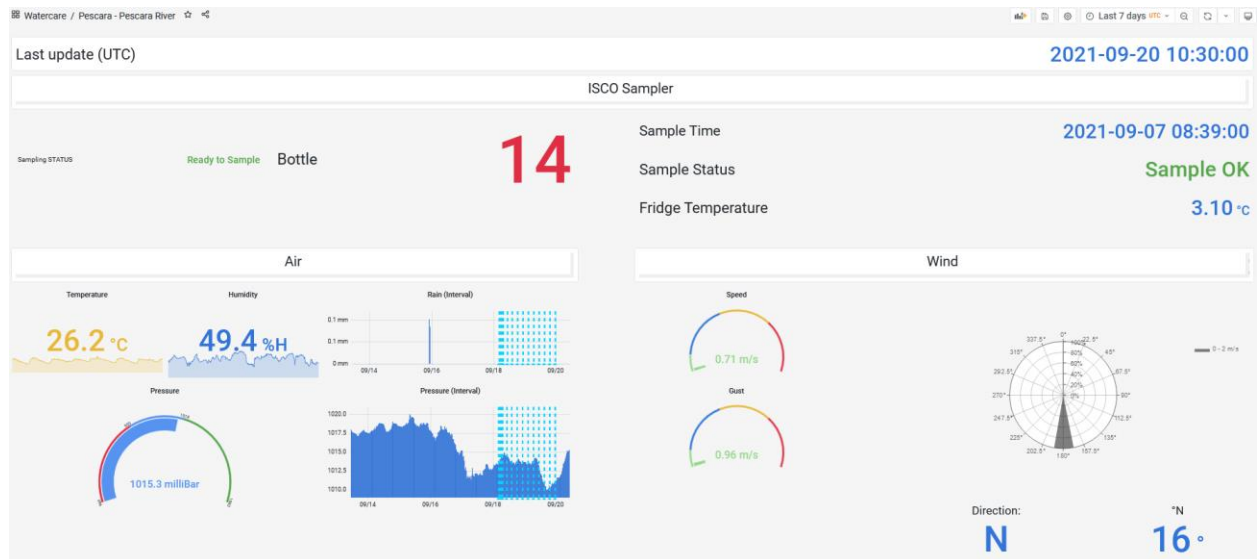 Watercare / Pescara - Pescara River
Last 7 days UTC
Last update (UTC)
2021-09-20 10:30:00
ISCO Sampler
Sampling STATUS
Ready to Sample
Bottle
14
Sample Time
2021-09-07 08:39:00
Sample Status
Sample OK
Fridge Temperature
3.10 °C
Air
Wind
Temperature
26.2 °C
Humidity
49.4 %H
Rain (Interval)
0.1 mm
0.1 mm
0 mm
09/14
09/16
09/18
09/20
Pressure
1015.3 milliBar
Pressure (Interval)
1020.0
1017.5
1015.0
1012.5
1010.0
09/14
09/16
09/18
09/20
Speed
0.71 m/s
Gust
0.96 m/s
0°
22.5°
45°
67.5°
90°
112.5°
135°
157.5°
180°
202.5°
225°
247.5°
270°
292.5°
315°
337.5°
100%
80%
60%
40%
20%
0%
0 - 2 m/s
Direction:
N
°N
16 °